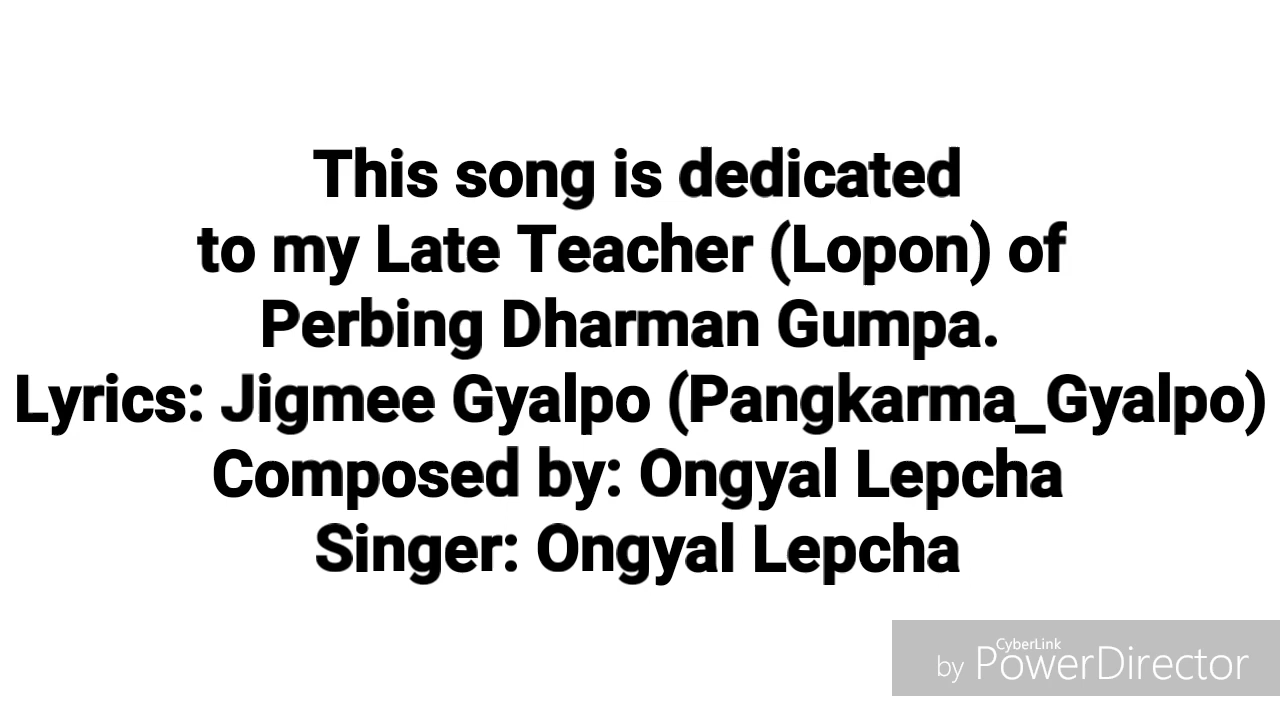 This song is dedicated
to my Late Teacher (Lopon) of
Perbing Dharman Gumpa.
Lyrics: Jigmee Gyalpo (Pangkarma_Gyalpo)
Composed by: Ongyal Lepcha
Singer: Ongyal Lepcha
CyberLink
by PowerDirector